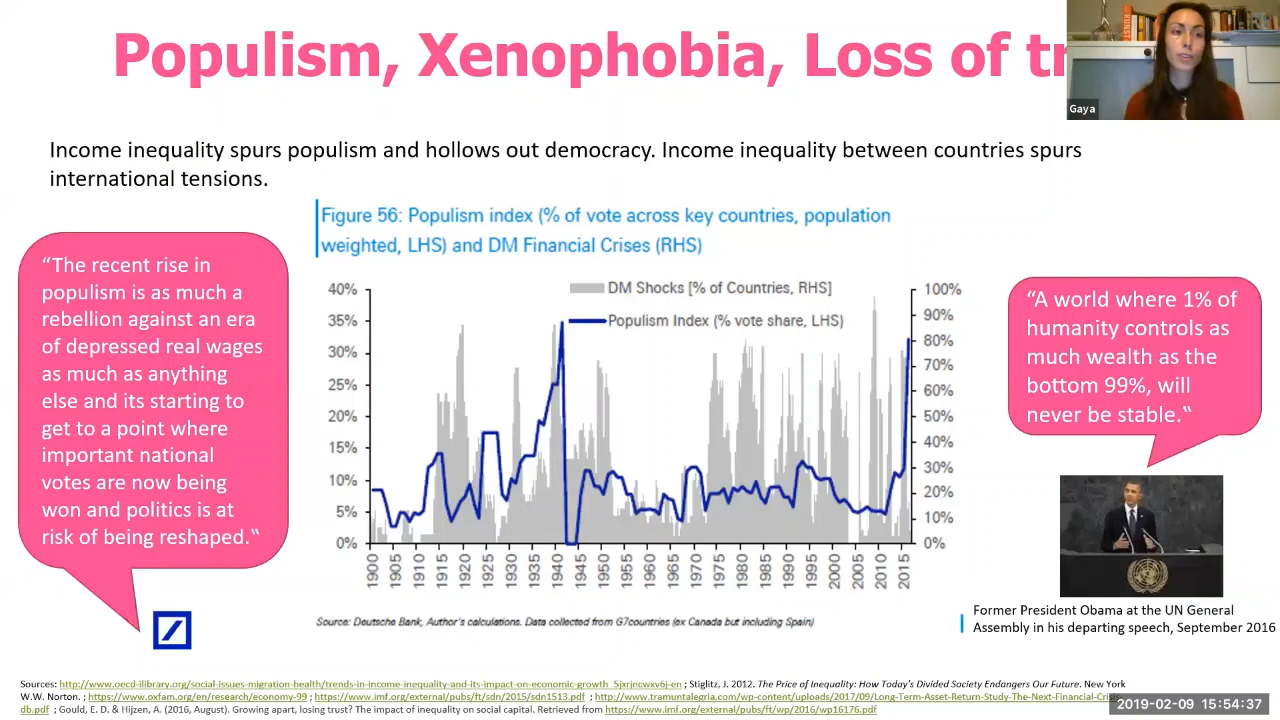 Populism, Xenophobia, Loss of tr
Gaya
Income inequality spurs populism and hollows out democracy. Income inequality between countries spurs
international tensions.
Figure 56: Populism index (% of vote across key countries, population
weighted, LHS) and DM Financial Crises (RHS)
“The recent rise in
populism is as much a
rebellion against an era
of depressed real wages
as much as anything
else and its starting to
get to a point where
important national
votes are now being
won and politics is at
risk of being reshaped.“
40%
35%
30%
25%
20%
15%
10%
5%
0%
DM Shocks [% of Countries, RHS]
Populism Index (% vote share, LHS)
100%
90%
80%
70%
60%
50%
40%
30%
20%
10%
0%
1900
1905
1910
1915
1920
1925
1930
1935
1940
1945
1950
1955
1960
1965
1970
1975
1980
1985
1990
1995
2000
2005
2010
2015
Source: Deutsche Bank, Author's calculations. Data collected from G7countries (ex Canada but including Spain)
“A world where 1% of
humanity controls as
much wealth as the
bottom 99%, will
never be stable.“
Former President Obama at the UN General
Assembly in his departing speech, September 2016
Sources: http://www.oecd-ilibrary.org/social-issues-migration-health/trends-in-income-inequality-and-its-impact-on-economic-growth_5jxrjncwxv6j-en ; Stiglitz, J. 2012. The Price of Inequality: How Today's Divided Society Endangers Our Future. New York
W.W. Norton. ; https://www.oxfam.org/en/research/economy-99 ; https://www.imf.org/external/pubs/ft/sdn/2015/sdn1513.pdf ; http://www.tramuntalegria.com/wp-content/uploads/2017/09/Long-Term-Asset-Return-Study-The-Next-Financial-Crisis-
db.pdf ; Gould, E. D. & Hijzen, A. (2016, August). Growing apart, losing trust? The impact of inequality on social capital. Retrieved from https://www.imf.org/external/pubs/ft/wp/2016/wp16176.pdf
2019-02-09 15:54:37